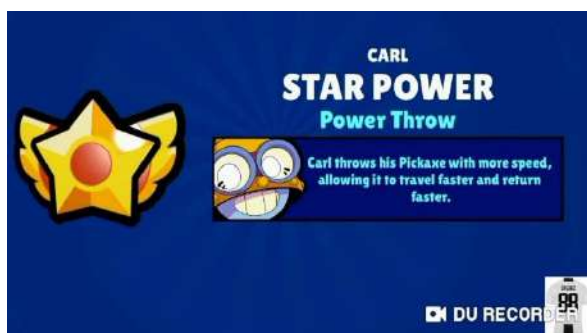 CARL
STAR POWER
Power Throw
Carl throws his Pickaxe with more speed,
allowing it to travel faster and return
faster.
DU RECORDER